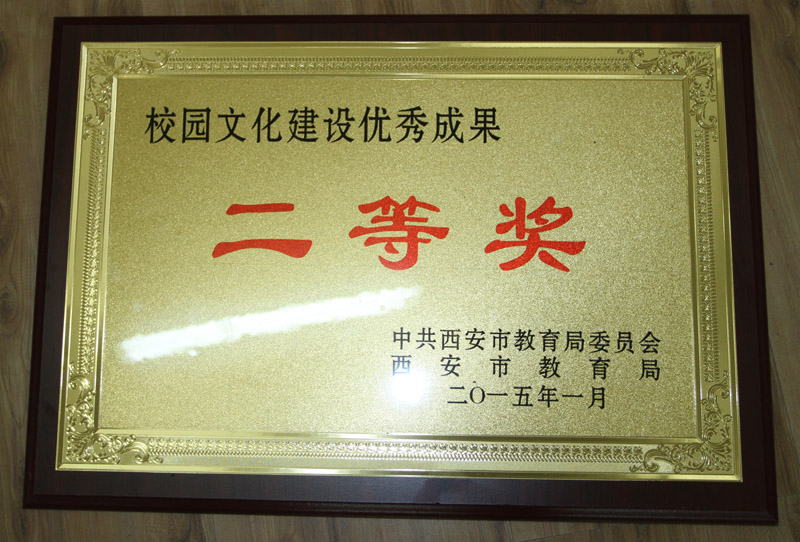 校园文化建设优秀成果
二等奖
中共西安市教育局委员会
西安市教育局
二〇一五年一月